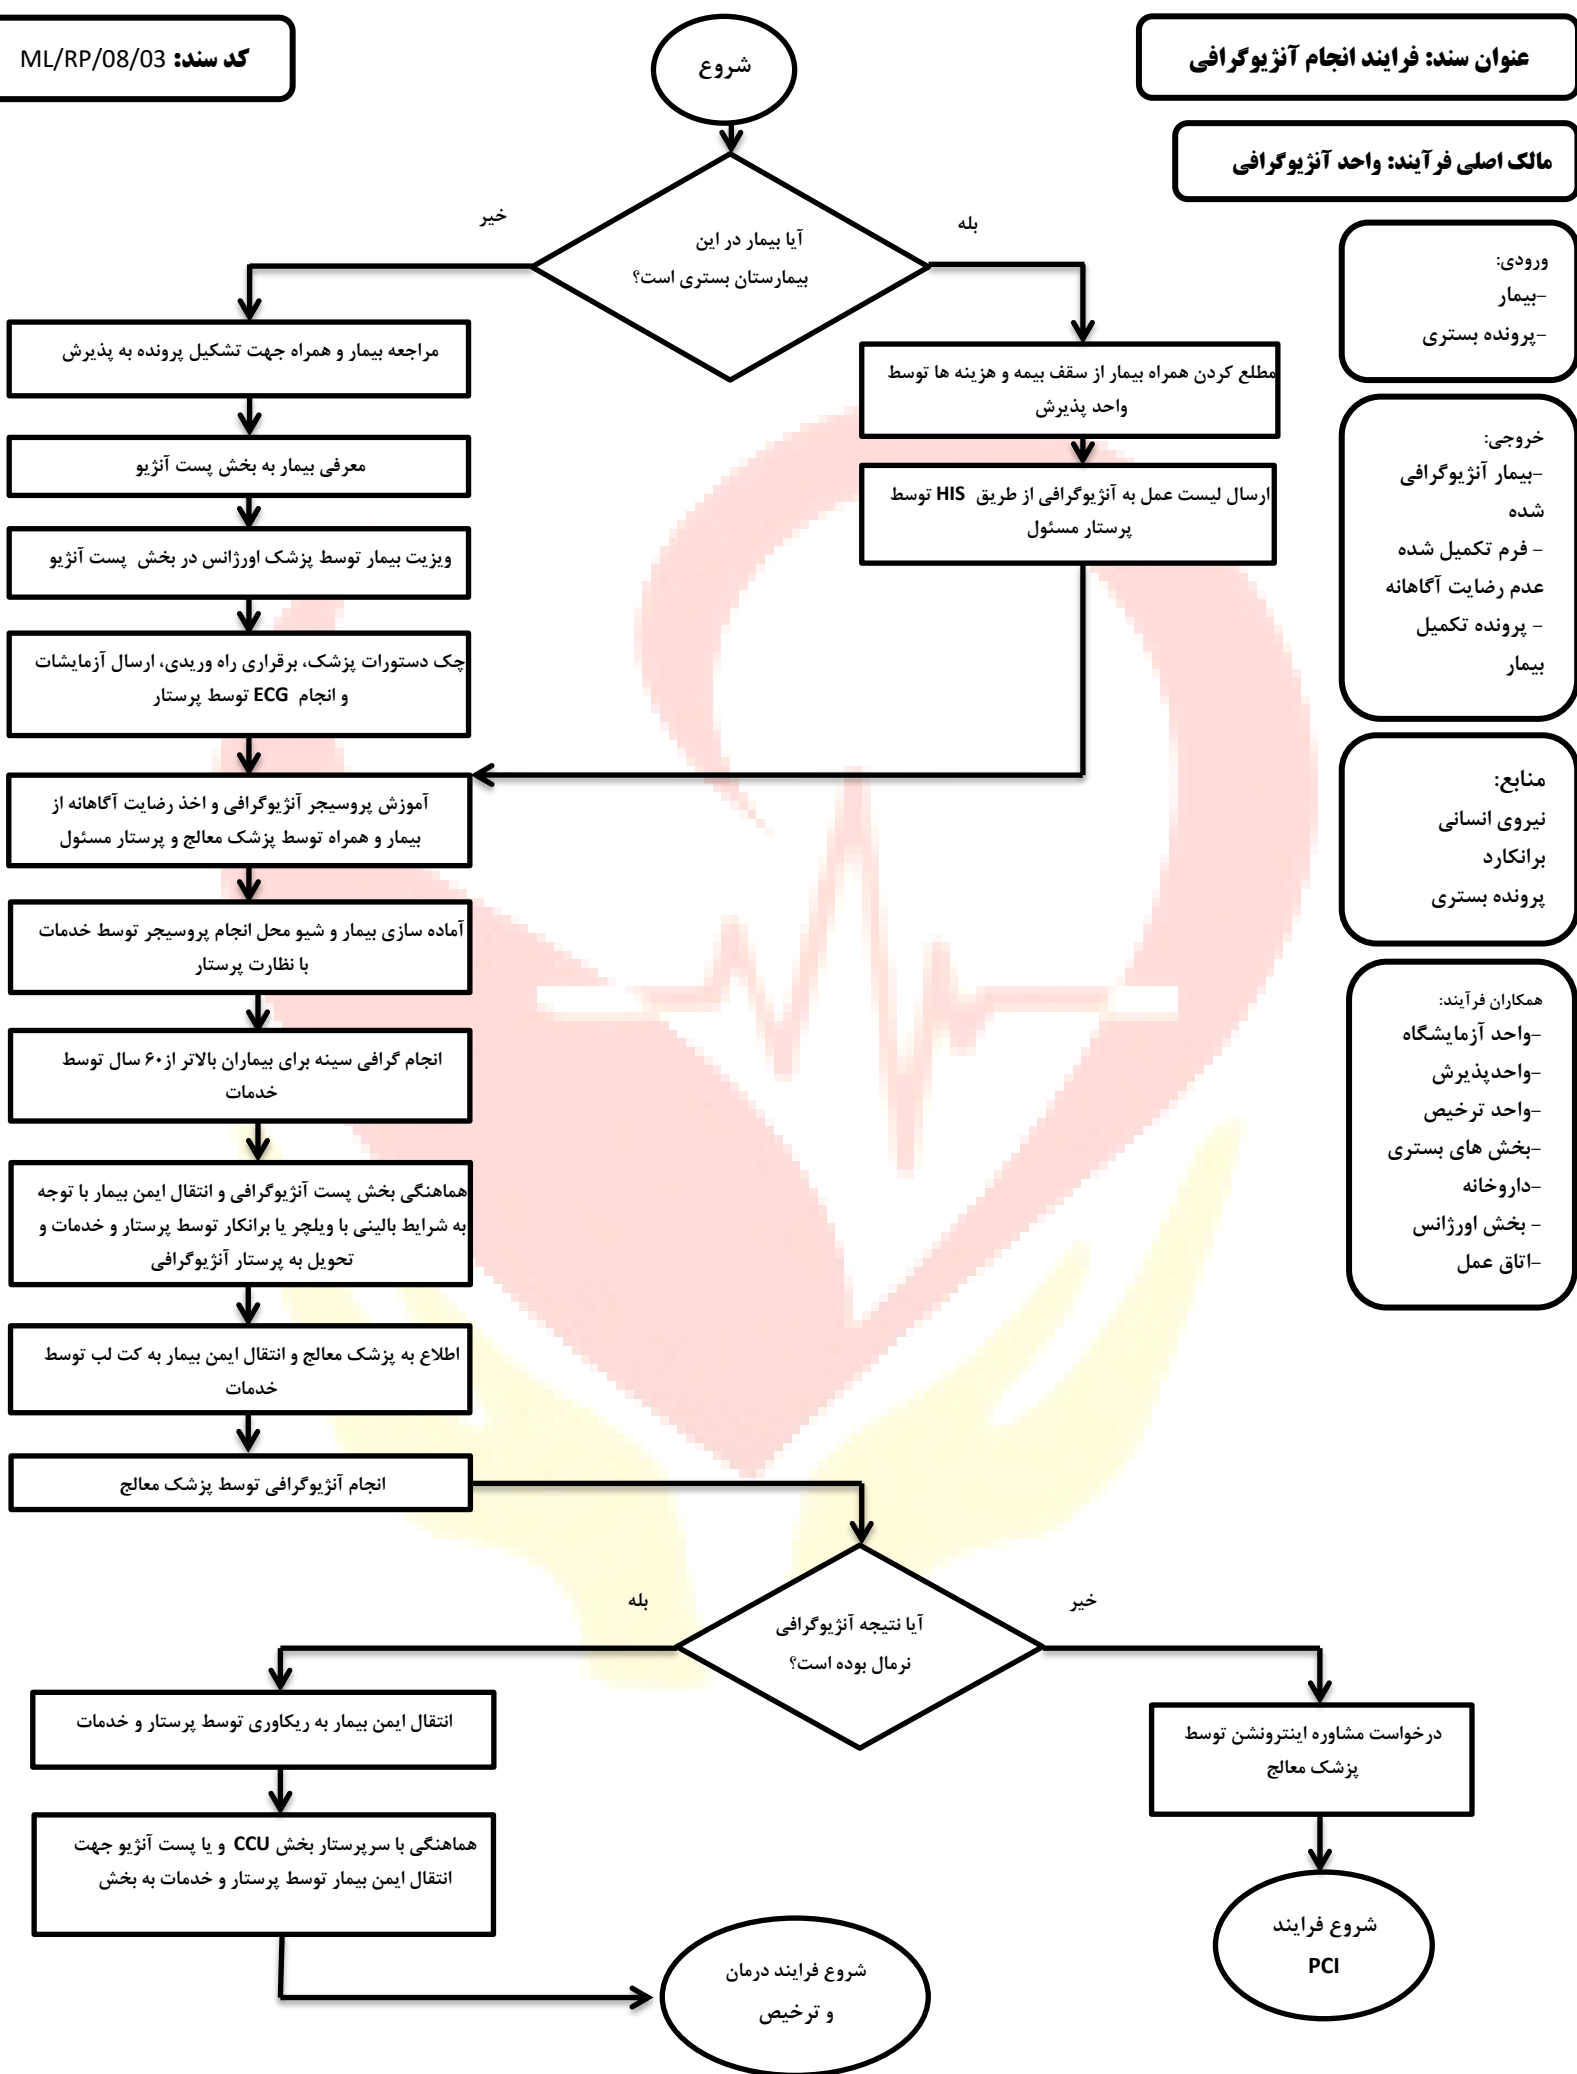 عنوان سند: فرایند انجام آنژیوگرافی
کد سند: ML/RP/08/03
مالک اصلی فرآیند: واحد آنژیوگرافی
شروع
آیا بیمار در این
بیمارستان بستری است؟
بله
خیر
ورودی:
-بیمار
-پرونده بستری
خروجی:
-بیمار آنژیوگرافی
شده
- فرم تکمیل شده
عدم رضایت آگاهانه
- پرونده تکمیل
بیمار
منابع:
نیروی انسانی
برانکارد
پرونده بستری
همکاران فرآیند:
-واحد آزمایشگاه
-واحدپذیرش
-واحد ترخیص
-بخش های بستری
-داروخانه
- بخش اورژانس
-اتاق عمل
مطلع کردن همراه بیمار از سقف بیمه و هزینه ها توسط
واحد پذیرش
ارسال لیست عمل به آنژیوگرافی از طریق HIS توسط
پرستار مسئول
مراجعه بیمار و همراه جهت تشکیل پرونده به پذیرش
معرفی بیمار به بخش پست آنژیو
ویزیت بیمار توسط پزشک اورژانس در بخش پست آنژیو
چک دستورات پزشک، برقراری راه وریدی، ارسال آزمایشات
و انجام ECG توسط پرستار
آموزش پروسیجر آنژیوگرافی و اخذ رضایت آگاهانه از
بیمار و همراه توسط پزشک معالج و پرستار مسئول
آماده سازی بیمار و شیو محل انجام پروسیجر توسط خدمات
با نظارت پرستار
انجام گرافی سینه برای بیماران بالاتر از۶۰ سال توسط
خدمات
هماهنگی بخش پست آنژیوگرافی و انتقال ایمن بیمار با توجه
به شرایط بالینی با ویلچر یا برانکار توسط پرستار و خدمات و
تحویل به پرستار آنژیوگرافی
اطلاع به پزشک معالج و انتقال ایمن بیمار به کت لب توسط
خدمات
انجام آنژیوگرافی توسط پزشک معالج
آیا نتیجه آنژیوگرافی
نرمال بوده است؟
خیر
بله
درخواست مشاوره اینترونشن توسط
پزشک معالج
شروع فرایند
PCI
انتقال ایمن بیمار به ریکاوری توسط پرستار و خدمات
هماهنگی با سرپرستار بخش CCU و یا پست آنژیو جهت
انتقال ایمن بیمار توسط پرستار و خدمات به بخش
شروع فرایند درمان
و ترخیص